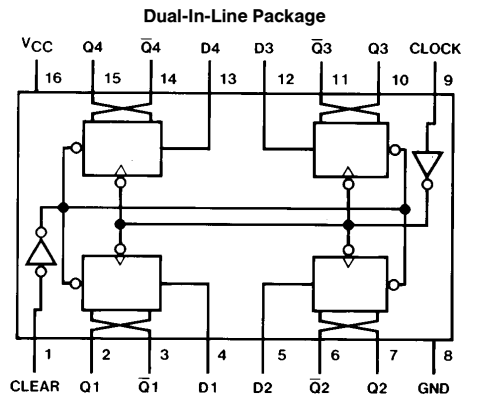 Dual-In-Line Package
VCC Q4 Q̅4 D4 D3 Q̅3 Q3 CLOCK
16 15 14 13 12 11 10 9
1 2 3 4 5 6 7 8
CLEAR Q1 Q̅1 D1 D2 Q̅2 Q2 GND